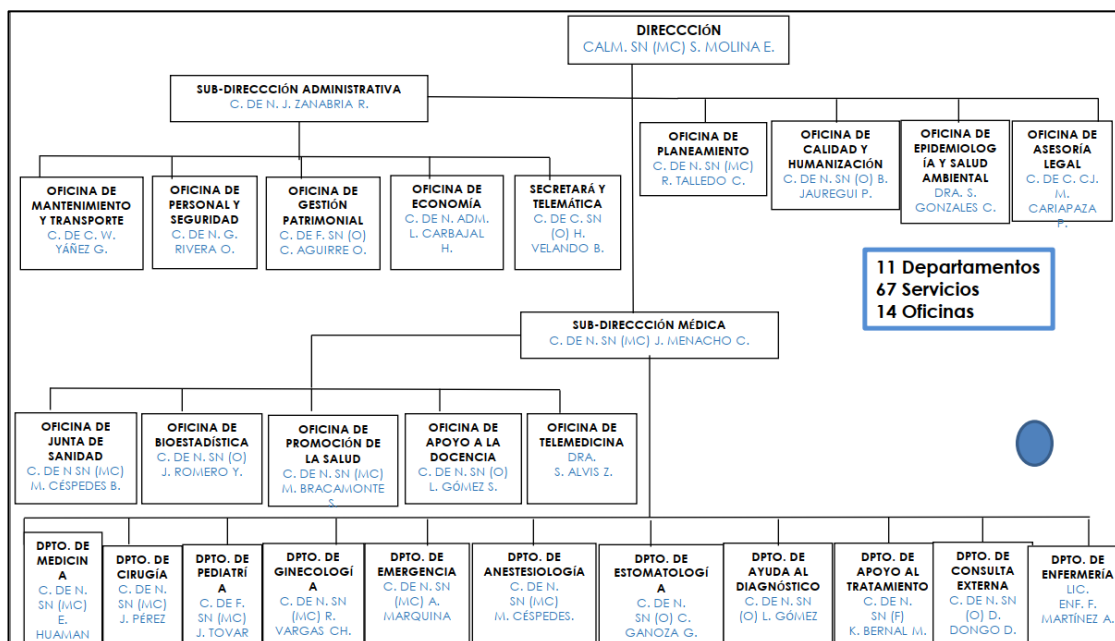 DIRECCCIÓN
CALM. SN (MC) S. MOLINA E.
SUB-DIRECCCIÓN ADMINISTRATIVA
C. DE N. J. ZANABRIA R.
OFICINA DE
PLANEAMIENTO
C. DE N. SN (MC)
R. TALLEDO C.
OFICINA DE
CALIDAD Y
HUMANIZACIÓN
C. DE N. SN (O) B.
JAUREGUI P.
OFICINA DE
EPIDEMIOLOG
ÍA Y SALUD
AMBIENTAL
DRA. S.
GONZALES C.
OFICINA DE
ASESORÍA
LEGAL
C. DE C. CJ.
M.
CARIAPAZA
P.
OFICINA DE
MANTENIMIENTO
Y TRANSPORTE
C. DE C. W.
YÁÑEZ G.
OFICINA DE
PERSONAL Y
SEGURIDAD
C. DE N. G.
RIVERA O.
OFICINA DE
GESTIÓN
PATRIMONIAL
C. DE F. SN (O)
C. AGUIRRE O.
OFICINA DE
ECONOMÍA
C. DE N. ADM.
L. CARBAJAL
H.
SECRETARÁ Y
TELEMÁTICA
C. DE C. SN
(O) H.
VELANDO B.
11 Departamentos
67 Servicios
14 Oficinas
SUB-DIRECCCIÓN MÉDICA
C. DE N. SN (MC) J. MENACHO C.
OFICINA DE
JUNTA DE
SANIDAD
C. DE N SN (MC)
M. CÉSPEDES B.
OFICINA DE
BIOESTADÍSTICA
C. DE N. SN (O)
J. ROMERO Y.
OFICINA DE
PROMOCIÓN DE
LA SALUD
C. DE N. SN (MC)
M. BRACAMONTE
S.
OFICINA DE
APOYO A LA
DOCENCIA
C. DE N. SN (O)
L. GÓMEZ S.
OFICINA DE
TELEMEDICINA
DRA.
S. ALVIS Z.
DPTO. DE
MEDICIN
A
C. DE N.
SN (MC)
E.
HUAMAN
DPTO. DE
CIRUGÍA
C. DE N.
SN (MC)
J. PÉREZ
DPTO. DE
PEDIATRÍ
A
C. DE F.
SN (MC)
J. TOVAR
DPTO. DE
GINECOLOGÍ
A
C. DE N. SN
(MC) R.
VARGAS CH.
DPTO. DE
EMERGENCIA
C. DE N. SN
(MC) A.
MARQUINA
DPTO. DE
ANESTESIOLOGÍA
C. DE N.
SN (MC)
M. CÉSPEDES.
DPTO. DE
ESTOMATOLOGÍ
A
C. DE N.
SN (O) C.
GANOZA G.
DPTO. DE
AYUDA AL
DIAGNÓSTICO
C. DE N. SN
(O) L. GÓMEZ
DPTO. DE
APOYO AL
TRATAMIENTO
C. DE N.
SN (F)
K. BERNAL M.
DPTO. DE
CONSULTA
EXTERNA
C. DE N. SN
(O) D.
DONGO D.
DPTO. DE
ENFERMERÍA
LIC.
ENF. F.
MARTÍNEZ A.